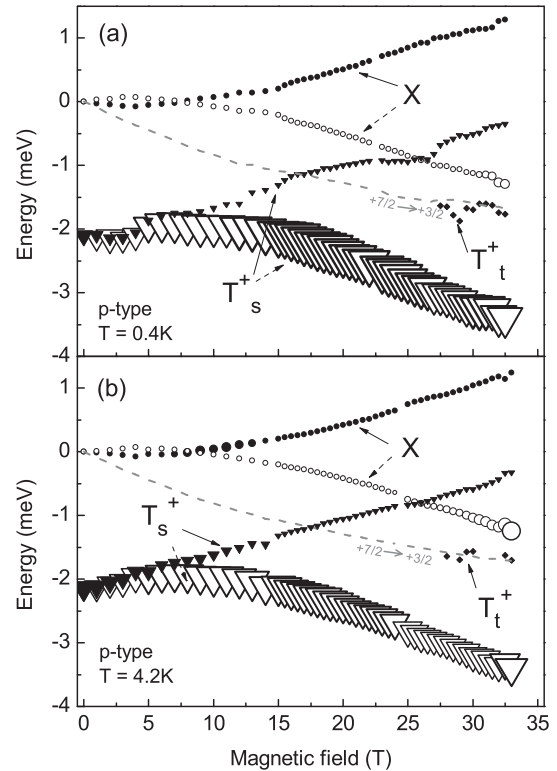 (a)
1
0
-1
-2
-3
-4
Energy (meV)
X
+7/2 → +3/2
T⁺ₜ
T⁺ₛ
p-type
T = 0.4K
(b)
1
0
-1
-2
-3
-4
Energy (meV)
X
T⁺ₛ
+7/2 → +3/2
T⁺ₜ
p-type
T = 4.2K
0 5 10 15 20 25 30 35
Magnetic field (T)